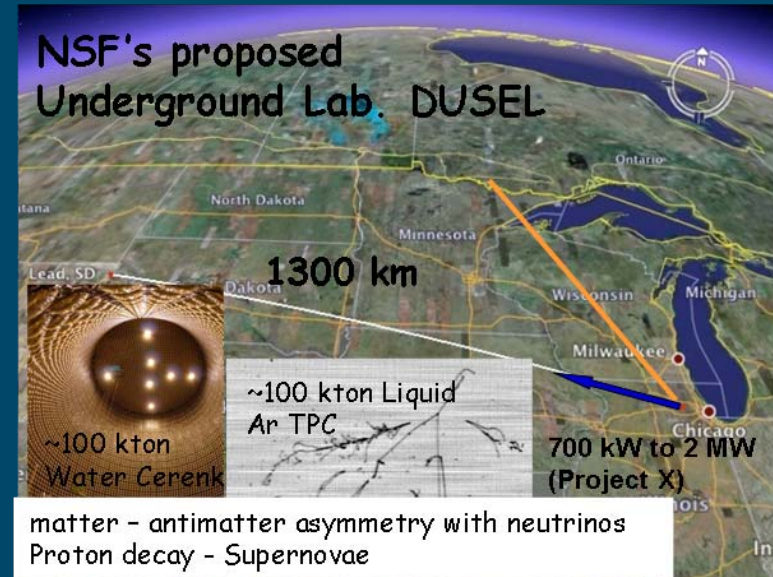 NSF's proposed
Underground Lab. DUSEL
N
Ontario
North Dakota
Minnesota
Lead, SD
Dakota
1300 km
Wisconsin
Michigan
Milwaukee
Chicago
~100 kton
Water Cerenk
~100 kton Liquid
Ar TPC
700 kW to 2 MW
(Project X)
matter – antimatter asymmetry with neutrinos
Proton decay - Supernovae